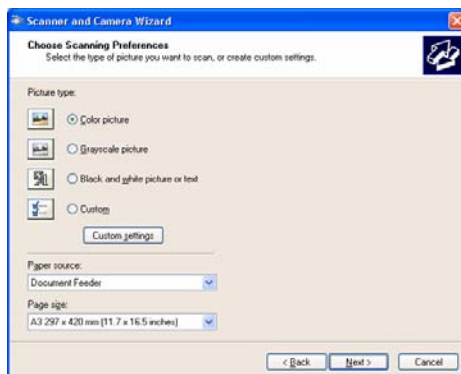 Scanner and Camera Wizard
Choose Scanning Preferences
Select the type of picture you want to scan, or create custom settings.
Picture type:
Color picture
Grayscale picture
Black and white picture or text
Custom
Custom settings
Paper source:
Document Feeder
Page size:
A3 297 x 420 mm (11.7 x 16.5 inches)
< Back Next > Cancel